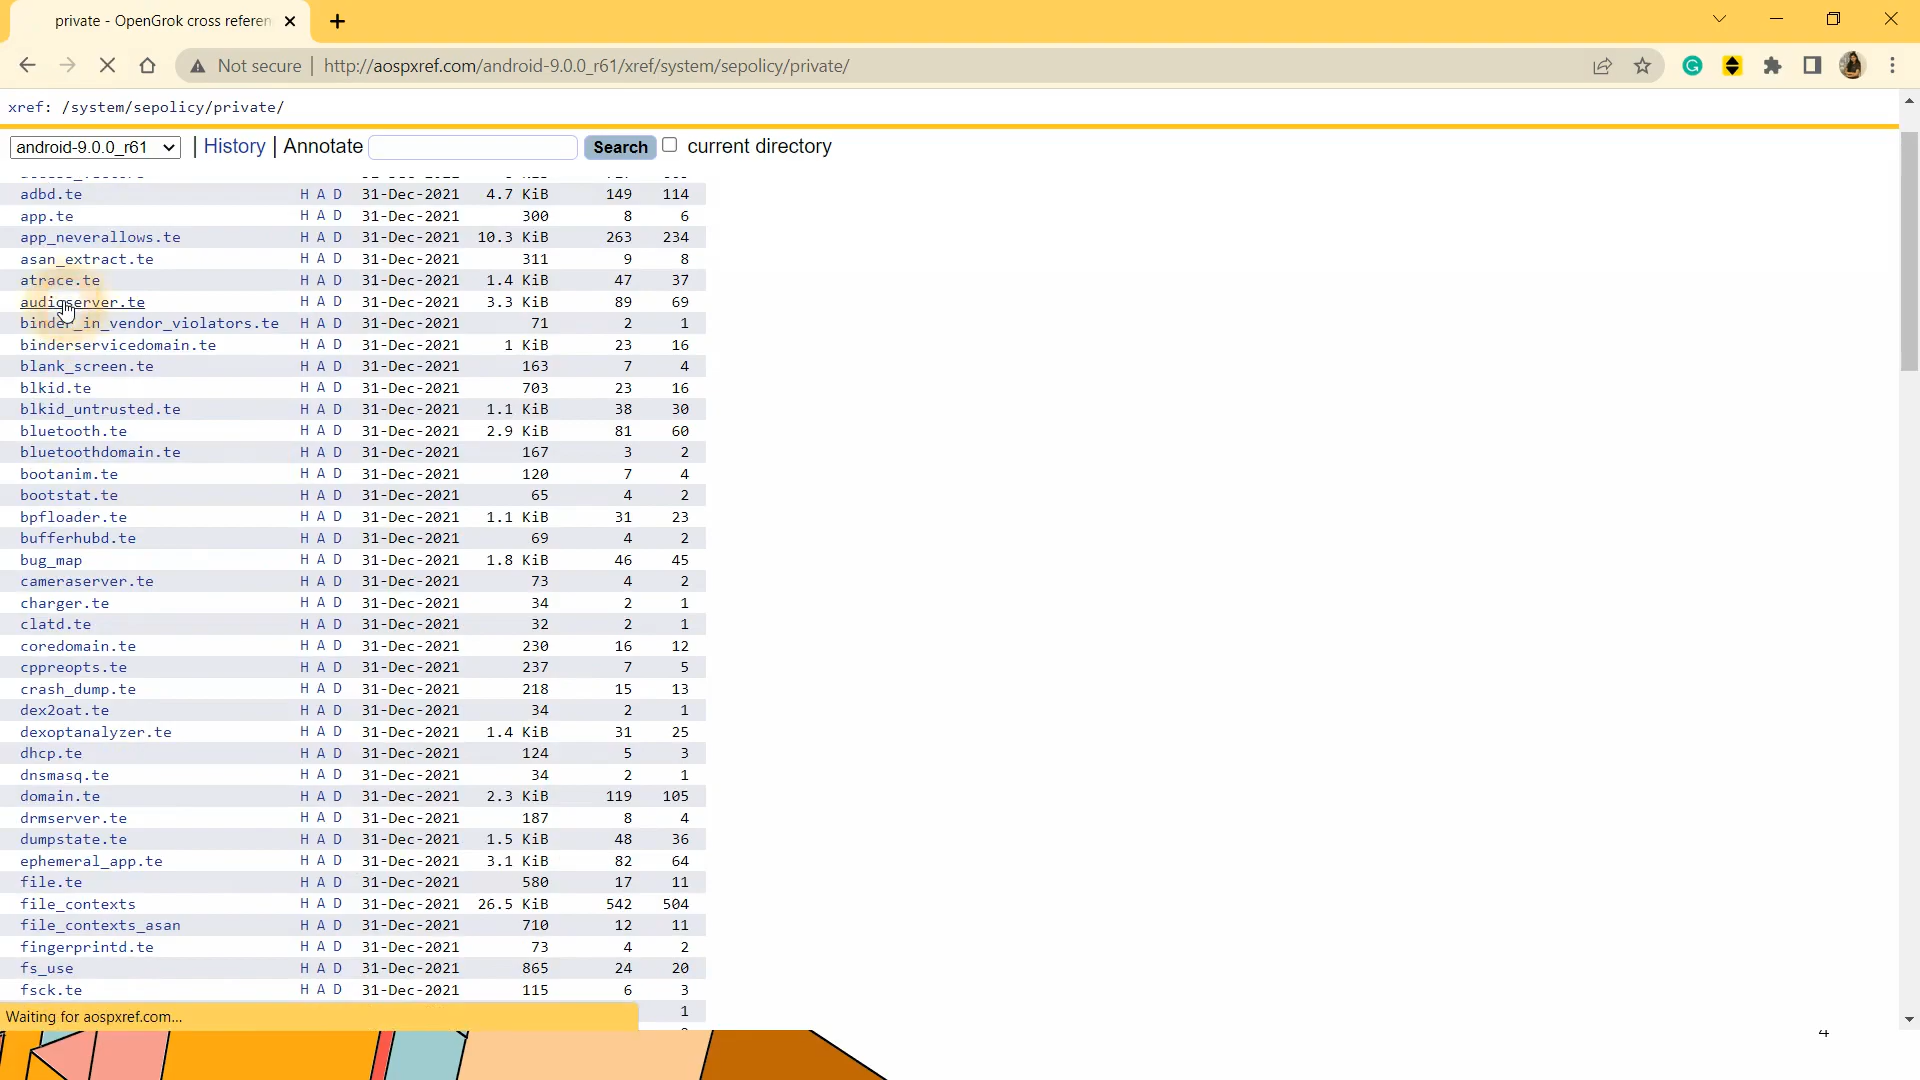 private - OpenGrok cross referen
Not secure | http://aospxref.com/android-9.0.0_r61/xref/system/sepolicy/private/
xref: /system/sepolicy/private/
android-9.0.0_r61 | History | Annotate Search current directory
adbd.te H A D 31-Dec-2021 4.7 KiB 149 114
app.te H A D 31-Dec-2021 300 8 6
app_neverallows.te H A D 31-Dec-2021 10.3 KiB 263 234
asan_extract.te H A D 31-Dec-2021 311 9 8
atrace.te H A D 31-Dec-2021 1.4 KiB 47 37
audioserver.te H A D 31-Dec-2021 3.3 KiB 89 69
binder_in_vendor_violators.te H A D 31-Dec-2021 71 2 1
binderservicedomain.te H A D 31-Dec-2021 1 KiB 23 16
blank_screen.te H A D 31-Dec-2021 163 7 4
blkid.te H A D 31-Dec-2021 703 23 16
blkid_untrusted.te H A D 31-Dec-2021 1.1 KiB 38 30
bluetooth.te H A D 31-Dec-2021 2.9 KiB 81 60
bluetoothdomain.te H A D 31-Dec-2021 167 3 2
bootanim.te H A D 31-Dec-2021 120 7 4
bootstat.te H A D 31-Dec-2021 65 4 2
bpfloader.te H A D 31-Dec-2021 1.1 KiB 31 23
bufferhubd.te H A D 31-Dec-2021 69 4 2
bug_map H A D 31-Dec-2021 1.8 KiB 46 45
cameraserver.te H A D 31-Dec-2021 73 4 2
charger.te H A D 31-Dec-2021 34 2 1
clatd.te H A D 31-Dec-2021 32 2 1
coredomain.te H A D 31-Dec-2021 230 16 12
cppreopts.te H A D 31-Dec-2021 237 7 5
crash_dump.te H A D 31-Dec-2021 218 15 13
dex2oat.te H A D 31-Dec-2021 34 2 1
dexoptanalyzer.te H A D 31-Dec-2021 1.4 KiB 31 25
dhcp.te H A D 31-Dec-2021 124 5 3
dnsmasq.te H A D 31-Dec-2021 34 2 1
domain.te H A D 31-Dec-2021 2.3 KiB 119 105
drmserver.te H A D 31-Dec-2021 187 8 4
dumpstate.te H A D 31-Dec-2021 1.5 KiB 48 36
ephemeral_app.te H A D 31-Dec-2021 3.1 KiB 82 64
file.te H A D 31-Dec-2021 580 17 11
file_contexts H A D 31-Dec-2021 26.5 KiB 542 504
file_contexts_asan H A D 31-Dec-2021 710 12 11
fingerprintd.te H A D 31-Dec-2021 73 4 2
fs_use H A D 31-Dec-2021 865 24 20
fsck.te H A D 31-Dec-2021 115 6 3
Waiting for aospxref.com... 1
4